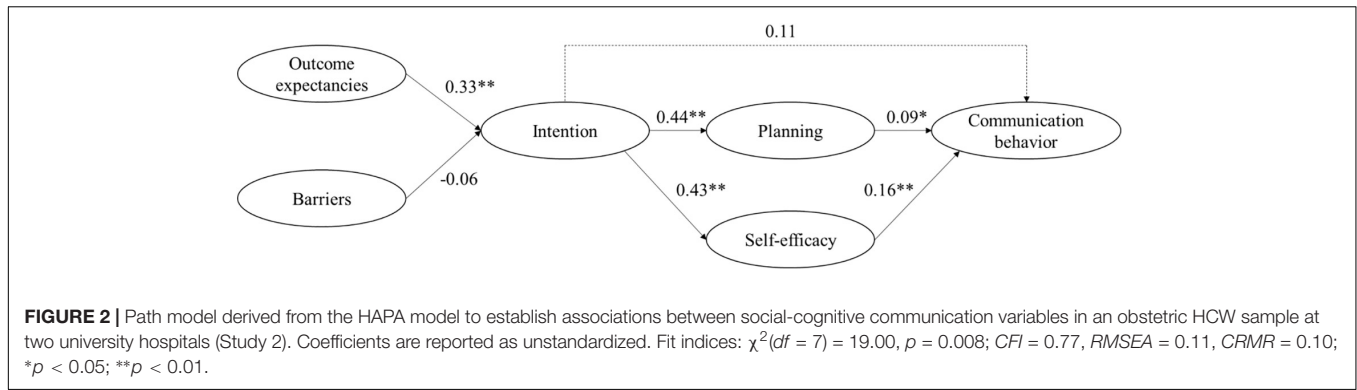 0.11
Outcome
expectancies
0.33**
Intention
0.44**
Planning
0.09*
Communication
behavior
-0.06
Barriers
0.43**
0.16**
Self-efficacy
FIGURE 2 | Path model derived from the HAPA model to establish associations between social-cognitive communication variables in an obstetric HCW sample at
two university hospitals (Study 2). Coefficients are reported as unstandardized. Fit indices: χ²(df = 7) = 19.00, p = 0.008; CFI = 0.77, RMSEA = 0.11, CRMR = 0.10;
*p < 0.05; **p < 0.01.